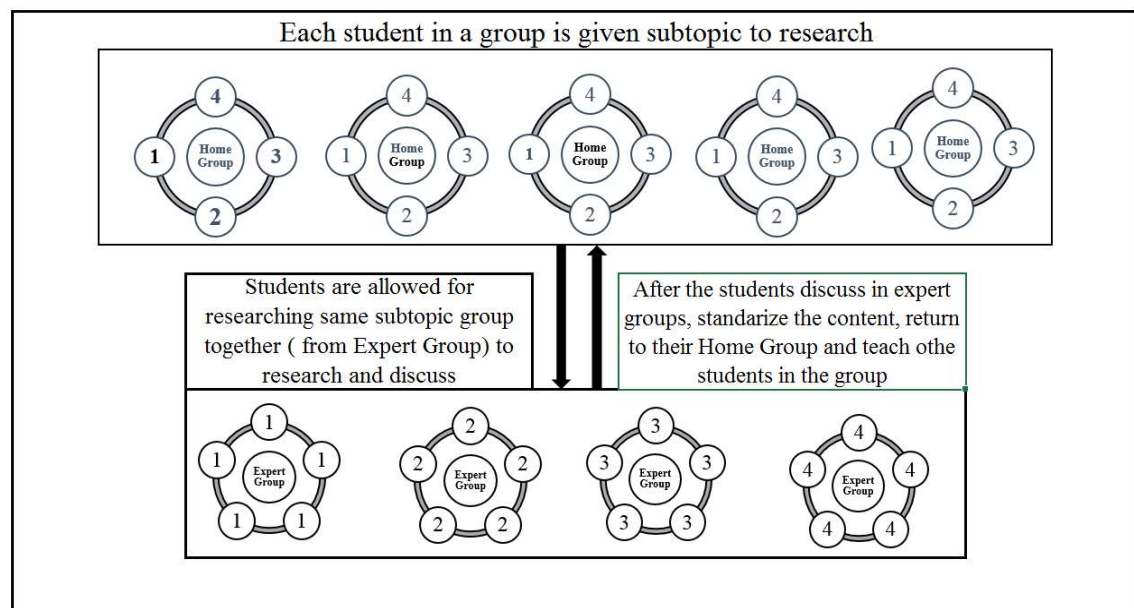 Each student in a group is given subtopic to research
4
1
Home
Group
3
2
4
1
Home
Group
3
2
4
1
Home
Group
3
2
4
1
Home
Group
3
2
4
1
Home
Group
3
2
Students are allowed for
researching same subtopic group
together ( from Expert Group) to
research and discuss
After the students discuss in expert
groups, standarize the content, return
to their Home Group and teach othe
students in the group
1
1
1
Expert
Group
1
1
2
2
2
Expert
Group
2
2
3
3
3
Expert
Group
3
3
4
4
4
Expert
Group
4
4